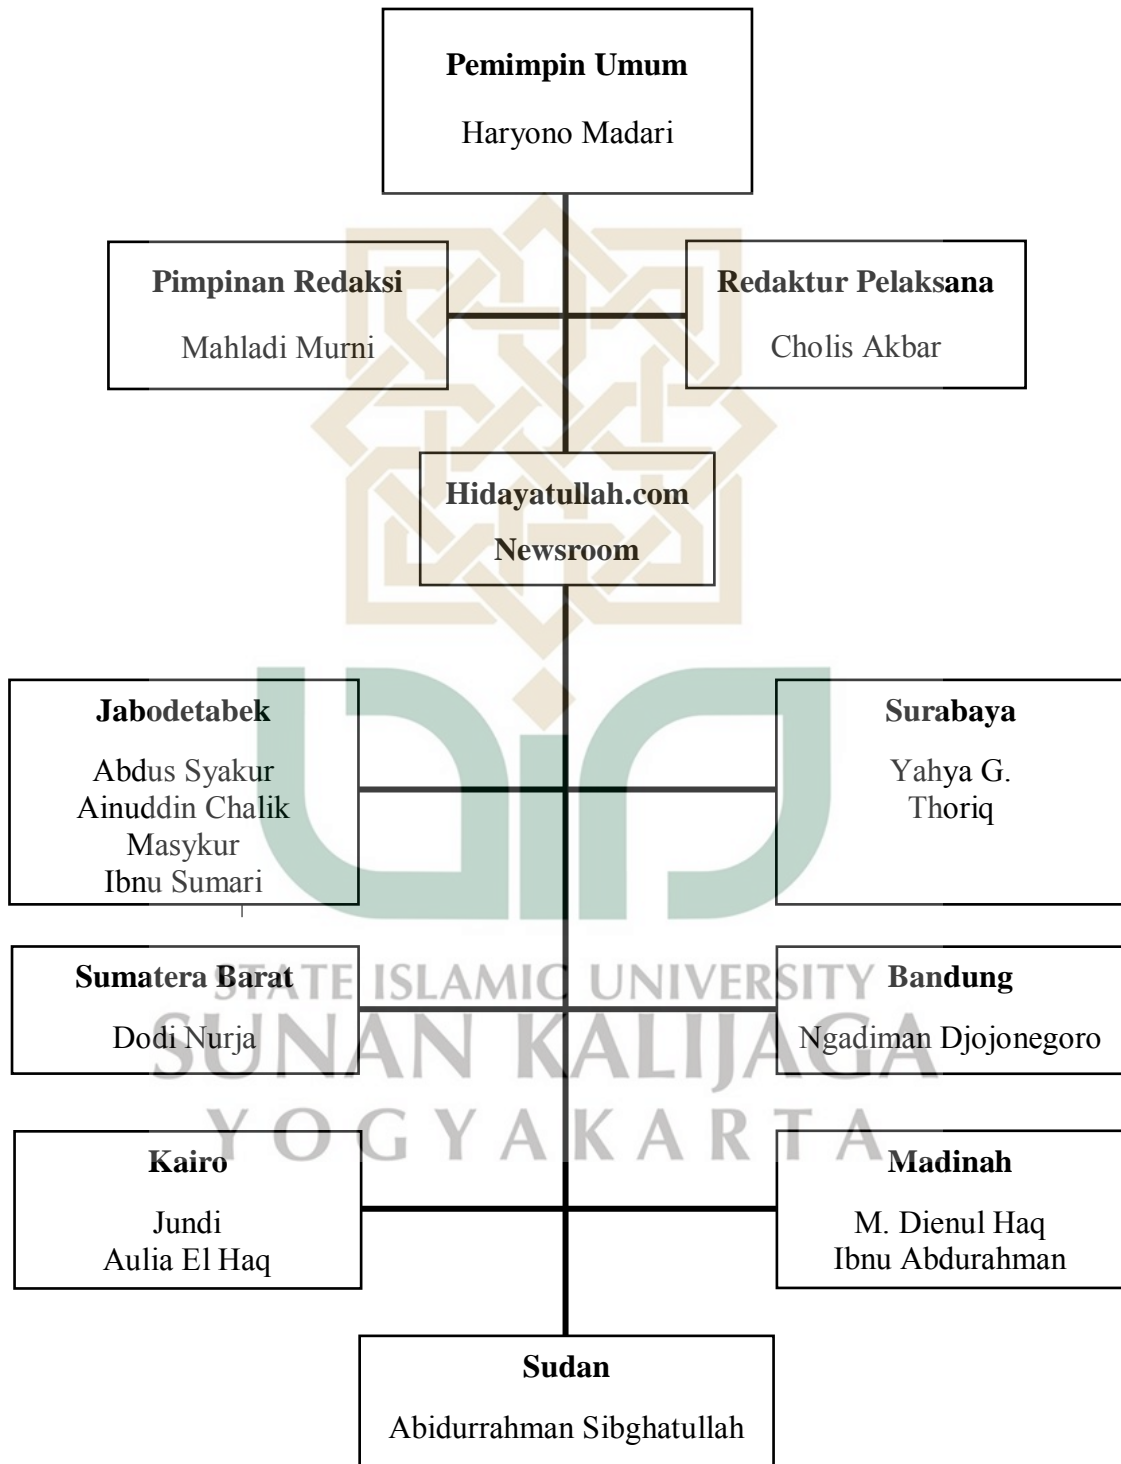 Pemimpin Umum
Haryono Madari
Pimpinan Redaksi
Mahladi Murni
Redaktur Pelaksana
Cholis Akbar
Hidayatullah.com
Newsroom
Jabodetabek
Abdus Syakur
Ainuddin Chalik
Masykur
Ibnu Sumari
Surabaya
Yahya G.
Thoriq
Sumatera Barat
Dodi Nurja
Bandung
Ngadiman Djojonegoro
STATE ISLAMIC UNIVERSITY
SUNAN KALIJAGA
YOGYAKARTA
Kairo
Jundi
Aulia El Haq
Madinah
M. Dienul Haq
Ibnu Abdurahman
Sudan
Abidurrahman Sibghatullah